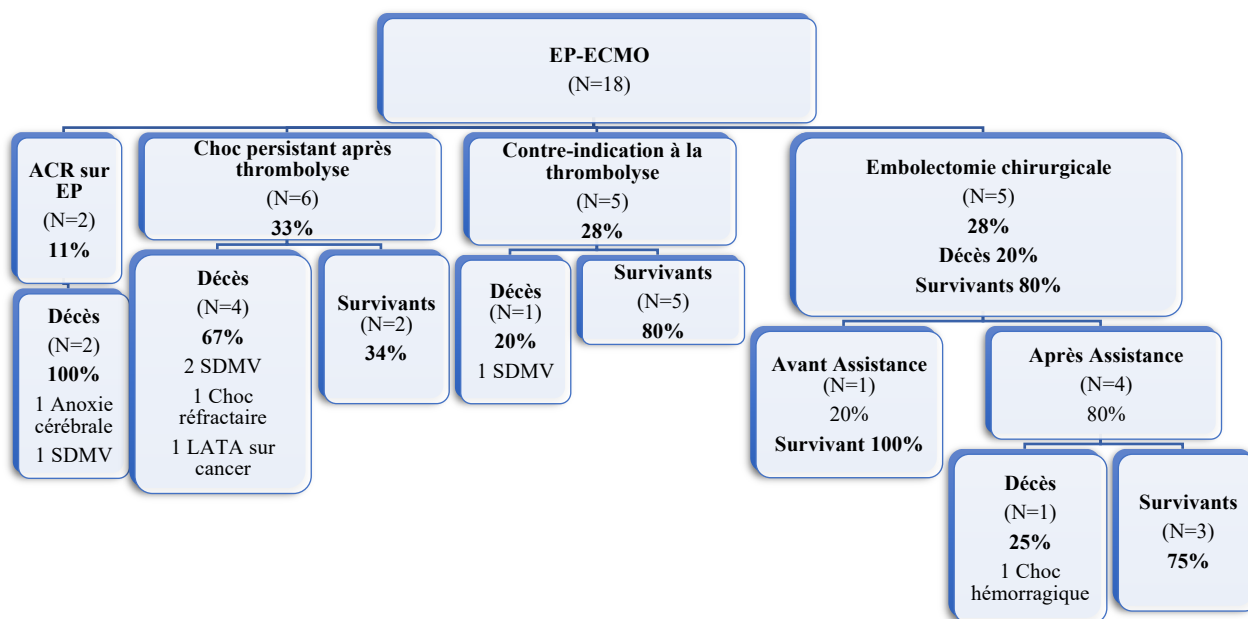 EP-ECMO
(N=18)
ACR sur
EP
(N=2)
11%
Décès
(N=2)
100%
1 Anoxie
cérébrale
1 SDMV
Choc persistant après
thrombolyse
(N=6)
33%
Décès
(N=4)
67%
2 SDMV
1 Choc
réfractaire
1 LATA sur
cancer
Survivants
(N=2)
34%
Contre-indication à la
thrombolyse
(N=5)
28%
Décès
(N=1)
20%
1 SDMV
Survivants
(N=5)
80%
Embolectomie chirurgicale
(N=5)
28%
Décès 20%
Survivants 80%
Avant Assistance
(N=1)
20%
Survivant 100%
Après Assistance
(N=4)
80%
Décès
(N=1)
25%
1 Choc
hémorragique
Survivants
(N=3)
75%